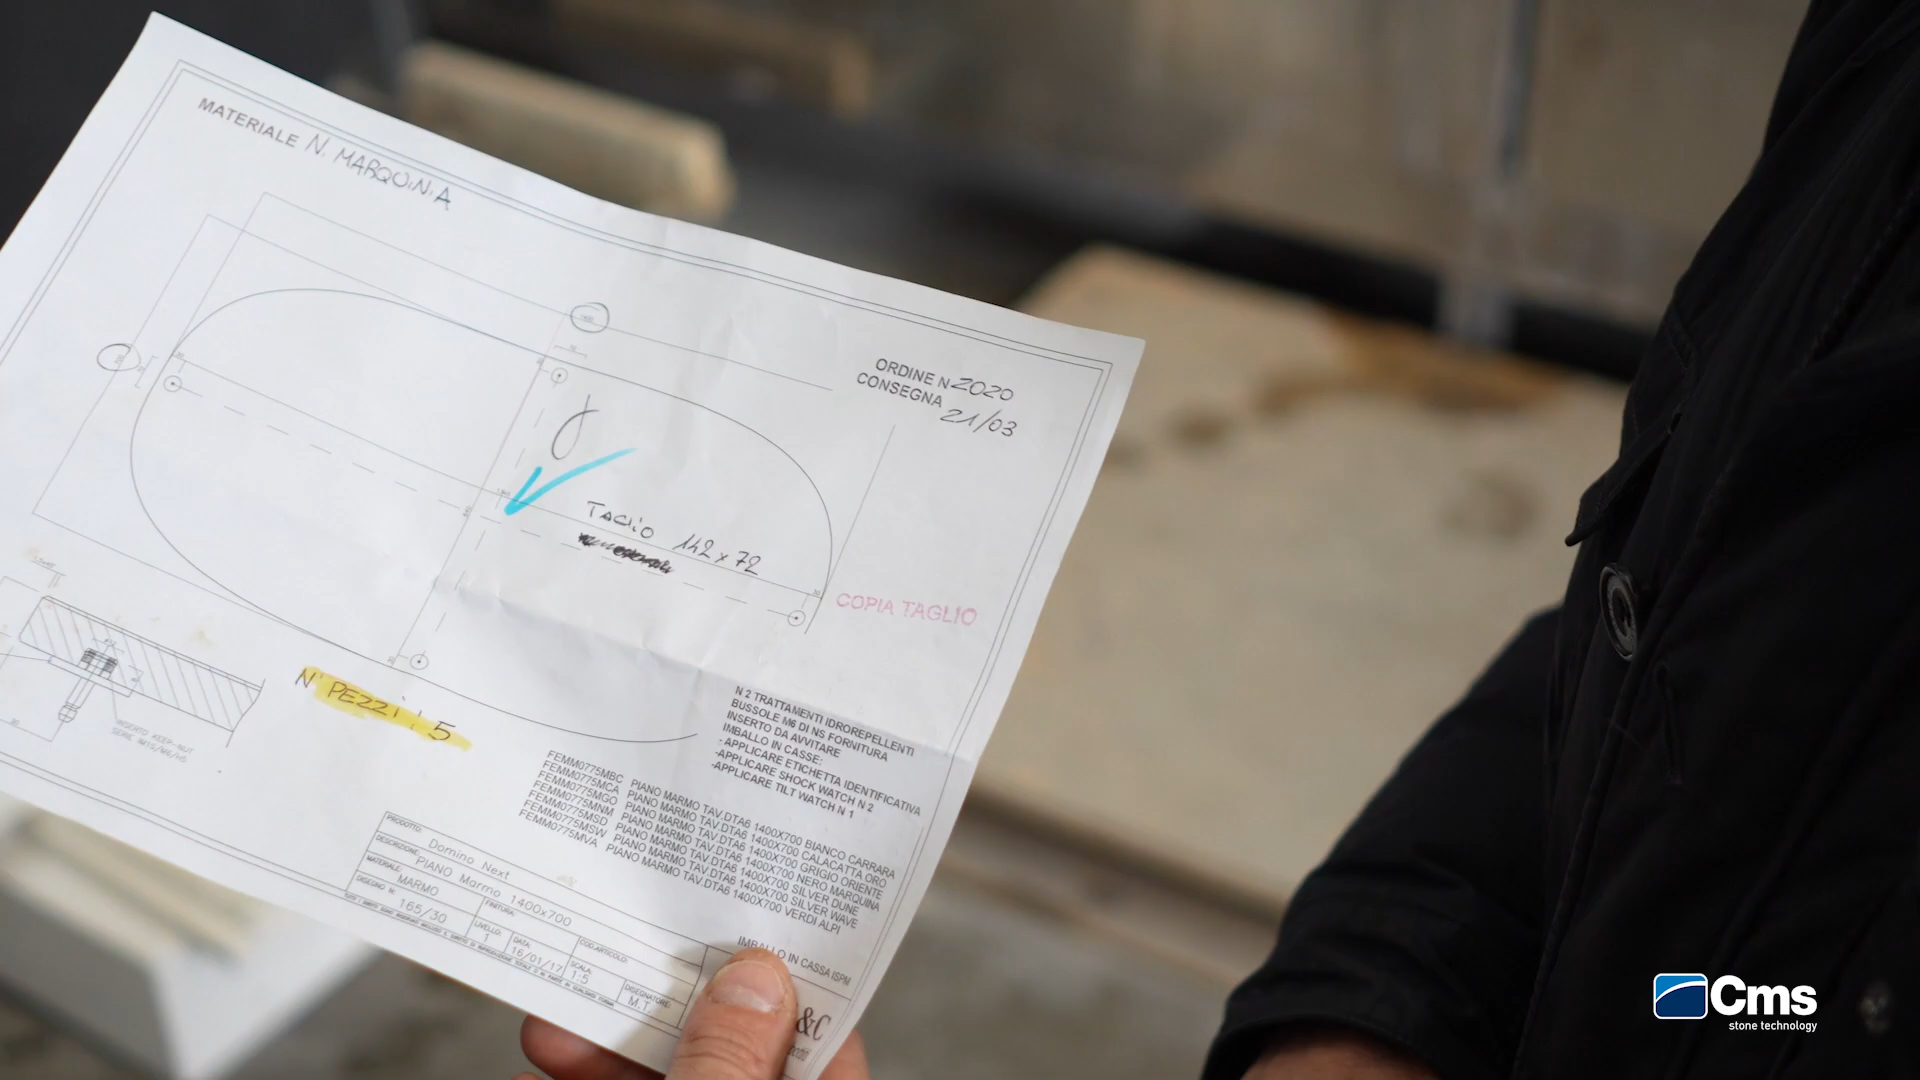 MATERIALE N. MARQUINA
ORDINE N 2020
CONSEGNA 21/03
Taglio 142 x 72
COPIA TAGLIO
N° PEZZI: 5
INSERTO KEEP-NUT
N 2 TRATTAMENTI IDROREPELLENTI
BUSSOLE M6 DI NS FORNITURA
INSERTO DA AVVITARE
IMBALLO IN CASSE:
- APPLICARE ETICHETTA IDENTIFICATIVA
-APPLICARE SHOCK WATCH N 2
-APPLICARE TILT WATCH N 1
FEMM0775MBC PIANO MARMO TAV.DTA6 1400X700 BIANCO CARRARA
FEMM0775MCA PIANO MARMO TAV.DTA6 1400X700 CALACATTA ORO
FEMM0775MGO PIANO MARMO TAV.DTA6 1400X700 GRIGIO ORIENTE
FEMM0775MNM PIANO MARMO TAV.DTA6 1400X700 NERO MARQUINA
FEMM0775MSD PIANO MARMO TAV.DTA6 1400X700 SILVER DUNE
FEMM0775MSW PIANO MARMO TAV.DTA6 1400X700 SILVER WAVE
FEMM0775MVA PIANO MARMO TAV.DTA6 1400X700 VERDI ALPI
IMBALLO IN CASSA ISPM
PRODOTTO: Domino Next
DESCRIZIONE: PIANO Marmo 1400x700
MATERIALE: MARMO FINITURA:
DISEGNO N: 165/30 LIVELLO: 1 DATA: 16/01/17 SCALA: 1:5 COD.ARTICOLO:
DISEGNATORE: M.T.
&C
Cms
stone technology